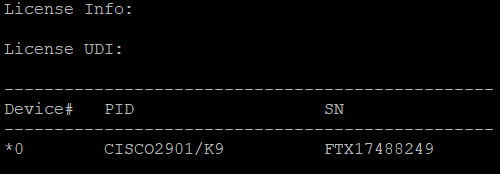 License Info:
License UDI:
-------------------------------------------------
Device#   PID                   SN
-------------------------------------------------
*0        CISCO2901/K9          FTX17488249